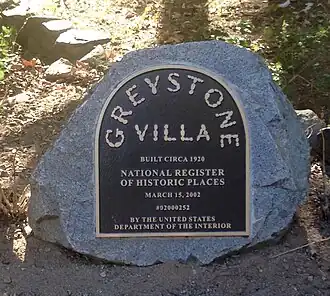 GREYSTONE
VILLA
BUILT CIRCA 1920
NATIONAL REGISTER
OF HISTORIC PLACES
MARCH 15, 2002
#02000252
BY THE UNITED STATES
DEPARTMENT OF THE INTERIOR